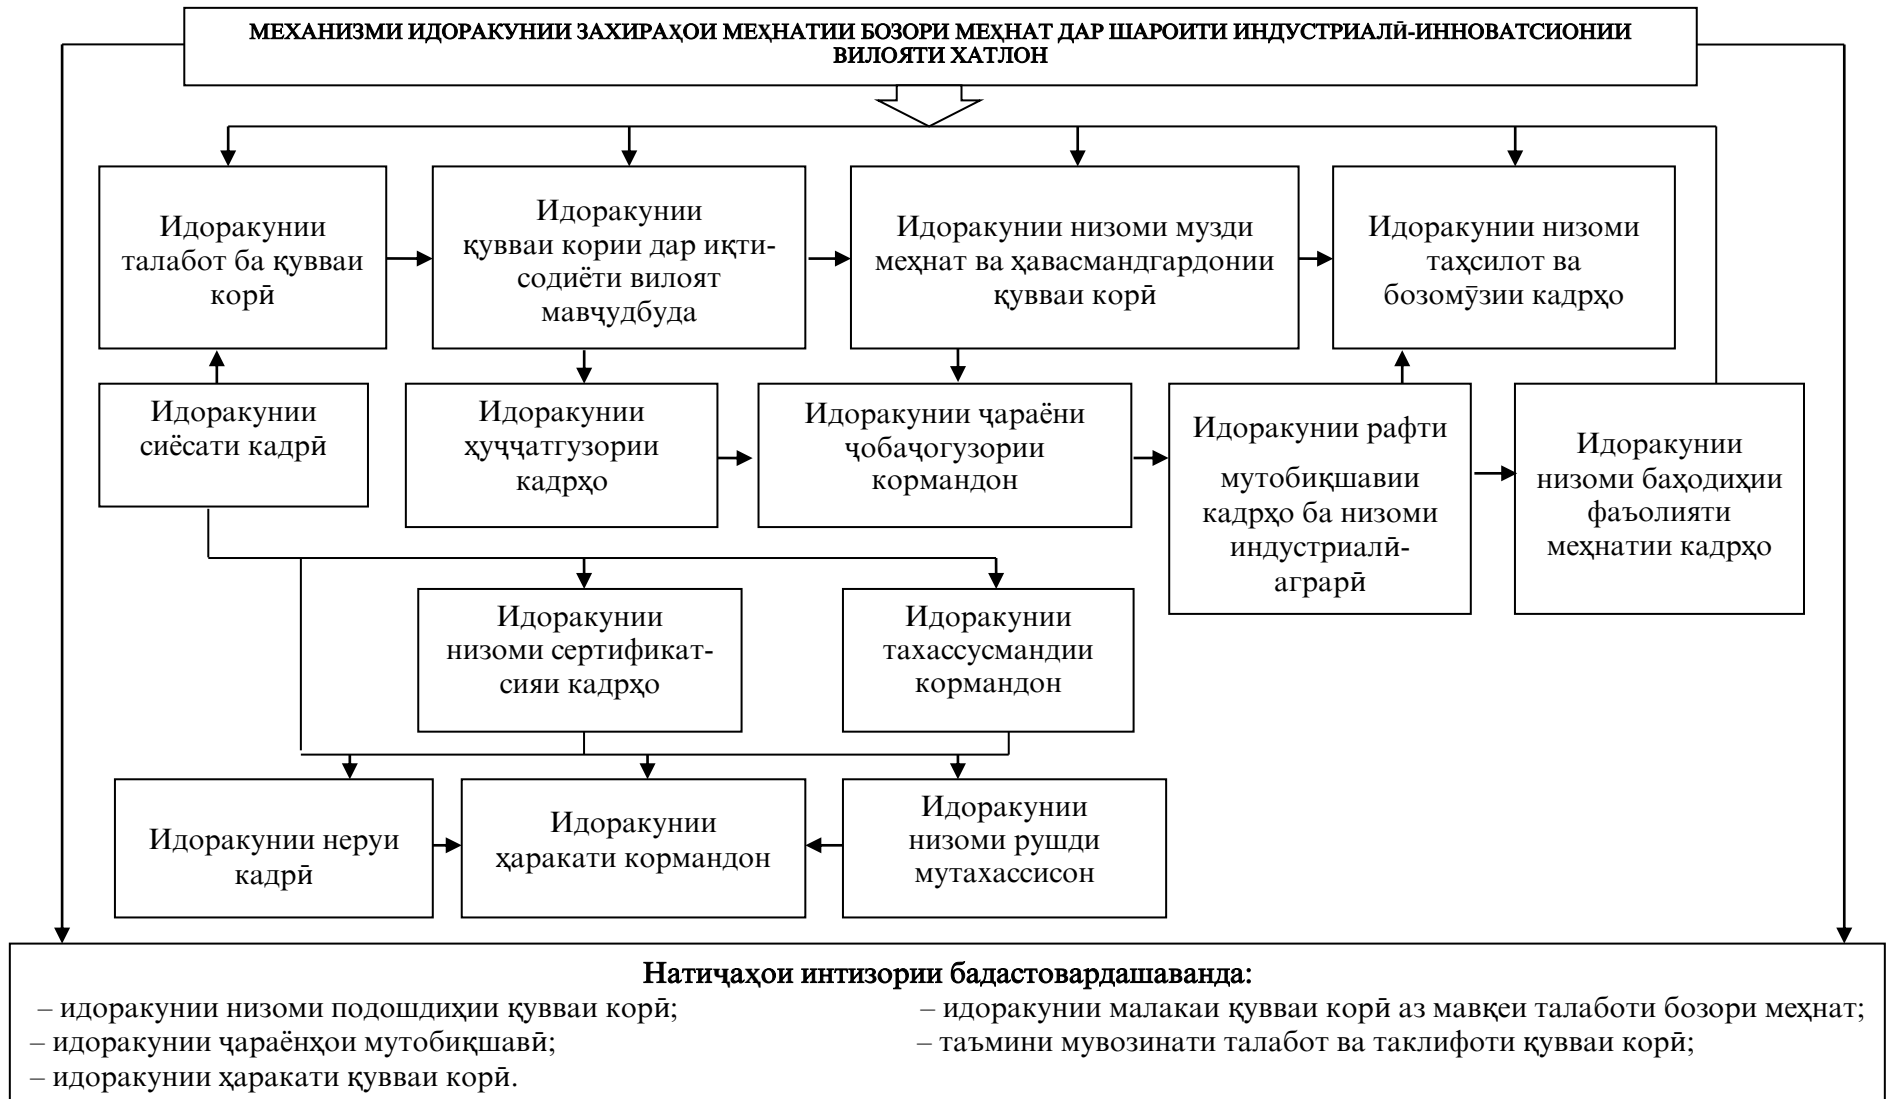 МЕХАНИЗМИ ИДОРАКУНИИ ЗАХИРАҲОИ МЕҲНАТИИ БОЗОРИ МЕҲНАТ ДАР ШАРОИТИ ИНДУСТРИАЛӢ-ИННОВАТСИОНИИ
ВИЛОЯТИ ХАТЛОН
Идоракунии
талабот ба қувваи
корӣ
Идоракунии
қувваи кории дар иқти-
содиёти вилоят
мавҷудбуда
Идоракунии низоми музди
меҳнат ва ҳавасмандгардонии
қувваи корӣ
Идоракунии низоми
таҳсилот ва
бозомӯзии кадрҳо
Идоракунии
сиёсати кадрӣ
Идоракунии
ҳуҷҷатгузории
кадрҳо
Идоракунии ҷараёни
ҷобаҷогузории
кормандон
Идоракунии рафти
мутобиқшавии
кадрҳо ба низоми
индустриалӣ-
аграрӣ
Идоракунии
низоми баҳодиҳии
фаъолияти
меҳнатии кадрҳо
Идоракунии
низоми сертификат-
сияи кадрҳо
Идоракунии
тахассусмандии
кормандон
Идоракунии неруи
кадрӣ
Идоракунии
ҳаракати кормандон
Идоракунии
низоми рушди
мутахассисон
Натиҷаҳои интизории бадастовардашаванда:
– идоракунии низоми подошдиҳии қувваи корӣ;
– идоракунии ҷараёнҳои мутобиқшавӣ;
– идоракунии ҳаракати қувваи корӣ.
– идоракунии малакаи қувваи корӣ аз мавқеи талаботи бозори меҳнат;
– таъмини мувозинати талабот ва таклифоти қувваи корӣ;